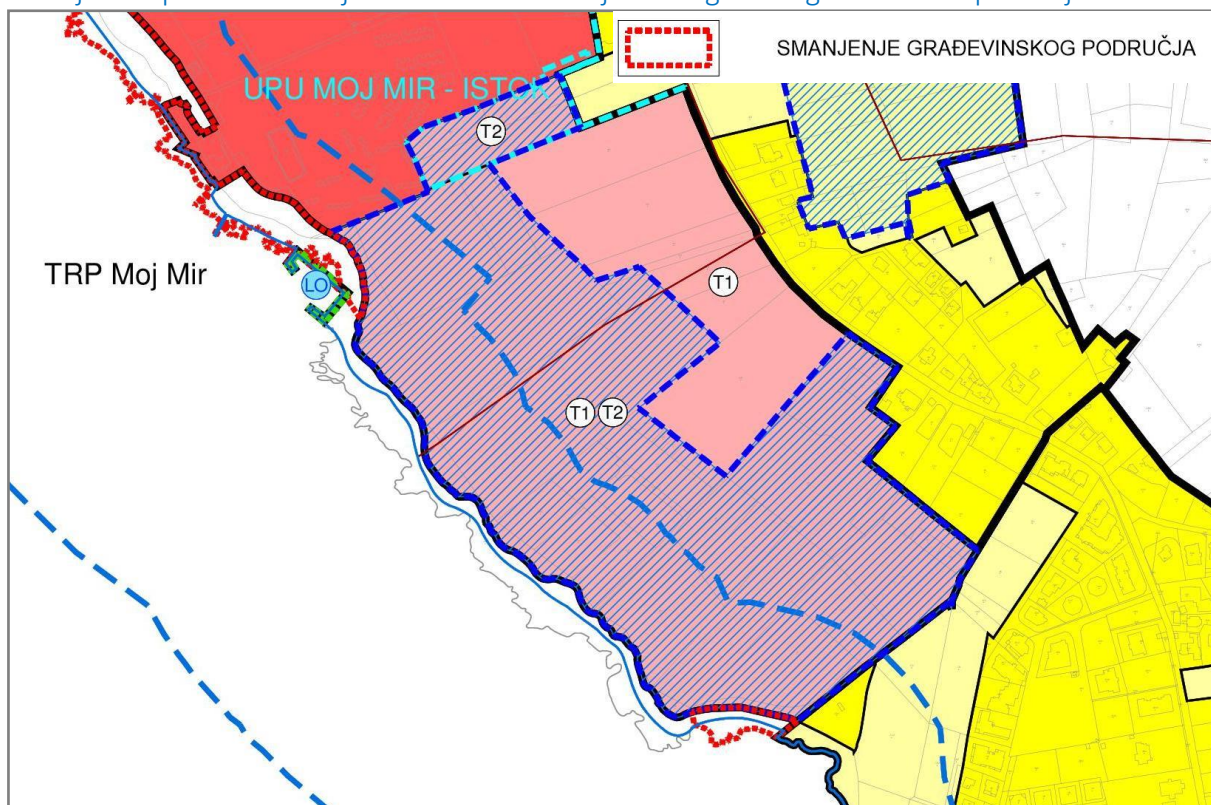 SMANJENJE GRAĐEVINSKOG PODRUČJA
UPU MOJ MIR - ISTOK
T2
TRP Moj Mir
LO
T1
T1 T2